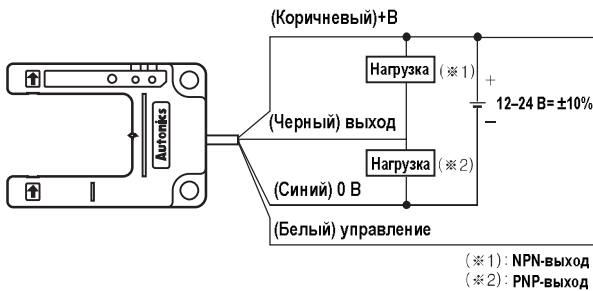 (Коричневый)+В
Нагрузка (※1)
+
12–24 В= ±10%
–
(Черный) выход
Autonics
Нагрузка (※2)
(Синий) 0 В
(Белый) управление
(※1): NPN-выход
(※2): PNP-выход